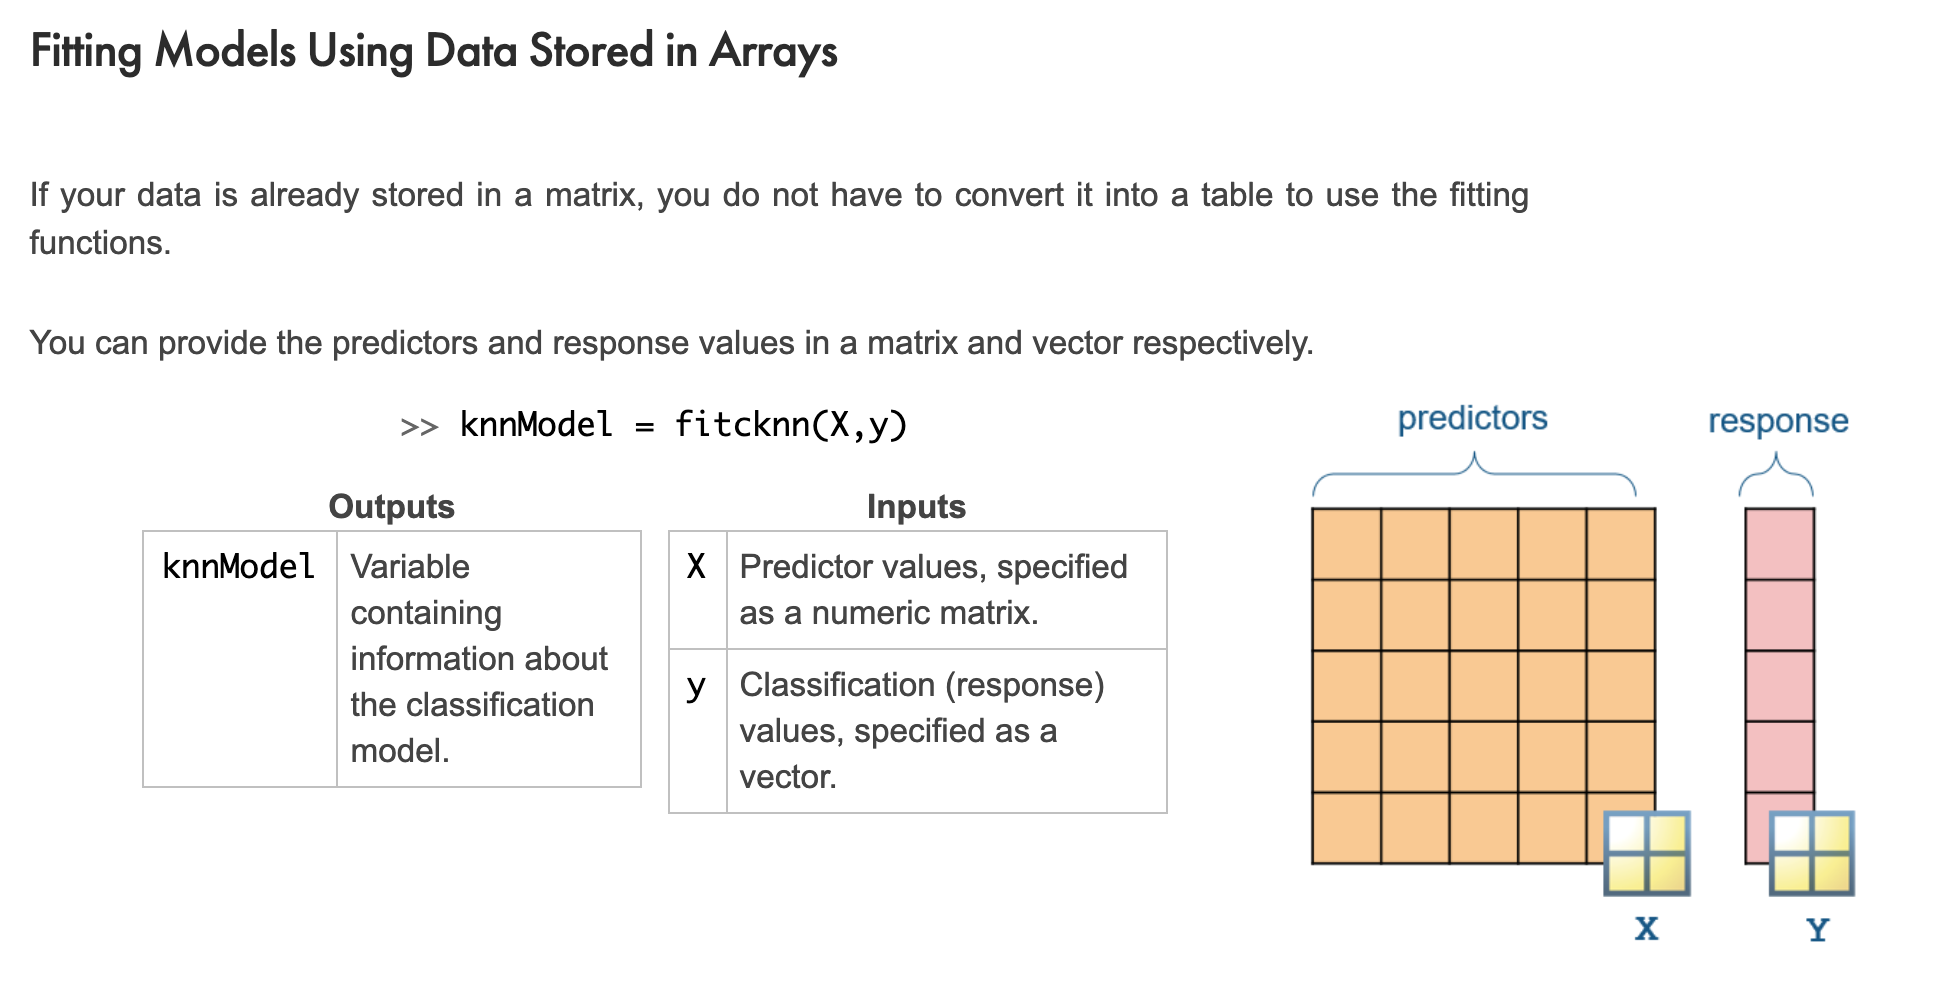 Fitting Models Using Data Stored in Arrays
If your data is already stored in a matrix, you do not have to convert it into a table to use the fitting
functions.
You can provide the predictors and response values in a matrix and vector respectively.
>> knnModel = fitcknn(X,y)
Outputs
knnModel Variable
containing
information about
the classification
model.
Inputs
X Predictor values, specified
as a numeric matrix.
y Classification (response)
values, specified as a
vector.
predictors response
X Y